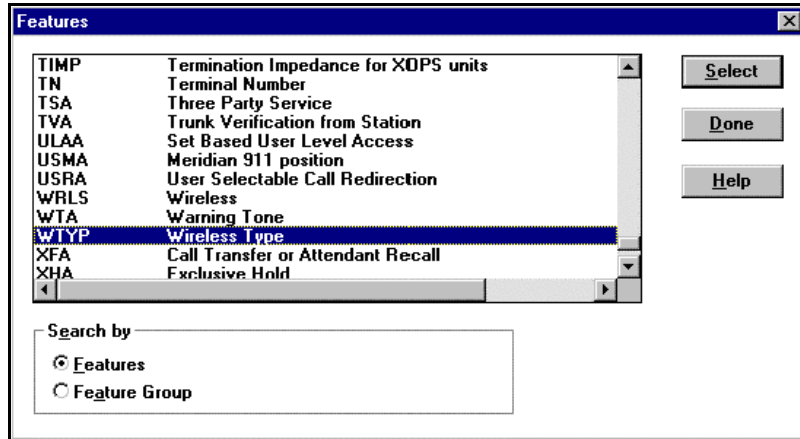 Features
TIMP Termination Impedance for XOPS units
TN Terminal Number
TSA Three Party Service
TVA Trunk Verification from Station
ULAA Set Based User Level Access
USMA Meridian 911 position
USRA User Selectable Call Redirection
WRLS Wireless
WTA Warning Tone
WTYP Wireless Type
XFA Call Transfer or Attendant Recall
XHA Exclusive Hold
Select
Done
Help
Search by
Features
Feature Group